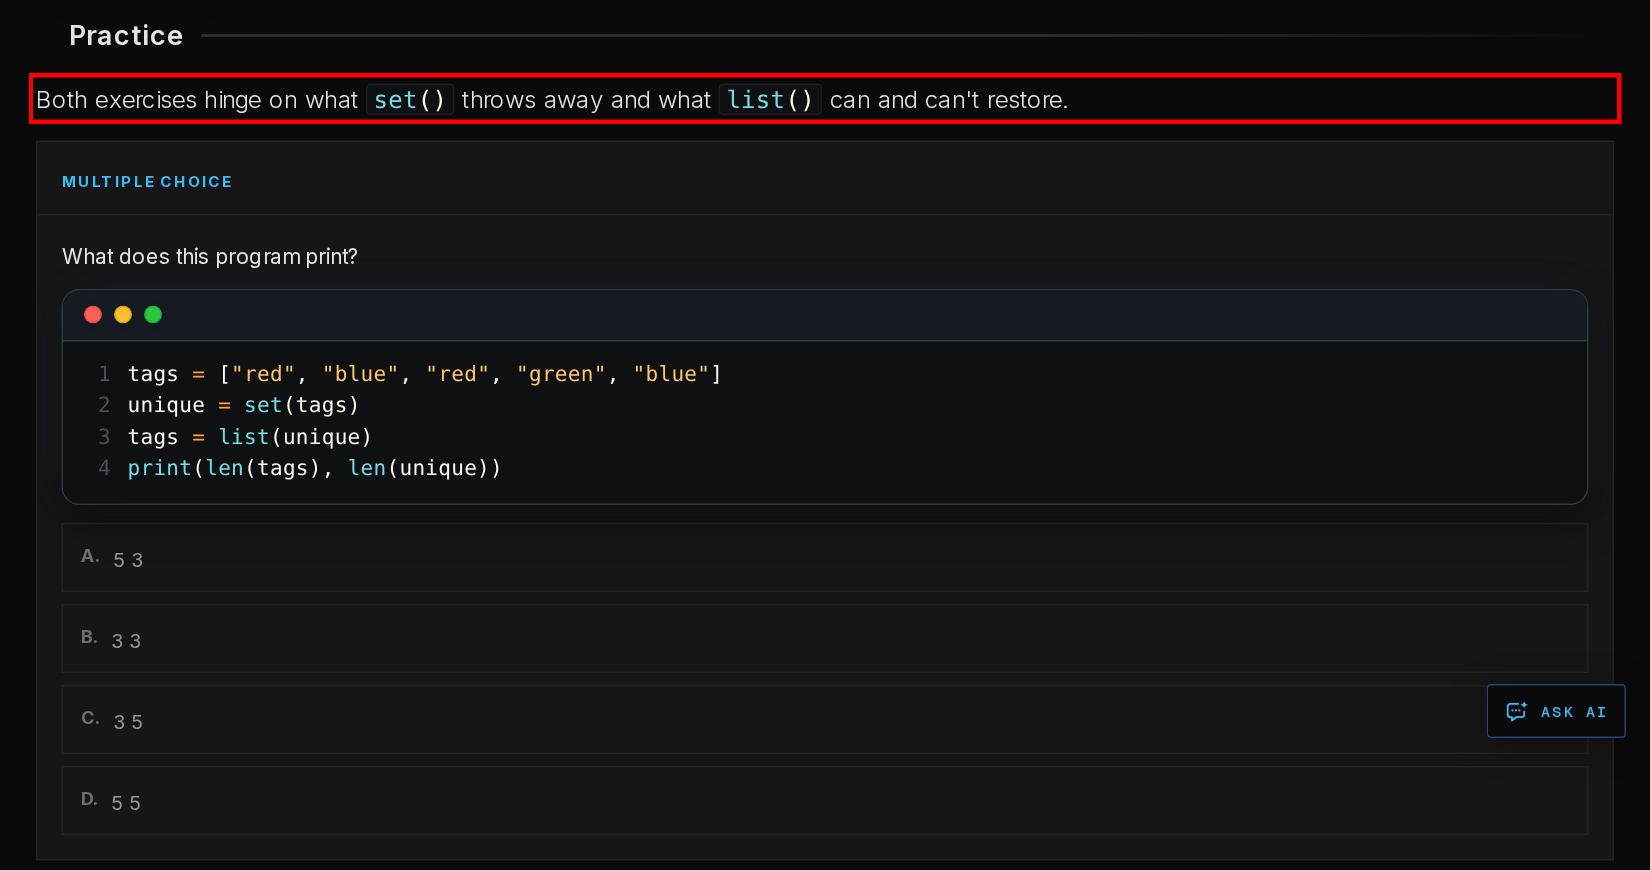 Practice
Both exercises hinge on what set() throws away and what list() can and can't restore.
MULTIPLE CHOICE
What does this program print?
1 tags = ["red", "blue", "red", "green", "blue"]
2 unique = set(tags)
3 tags = list(unique)
4 print(len(tags), len(unique))
A. 5 3
B. 3 3
C. 3 5
ASK AI
D. 5 5